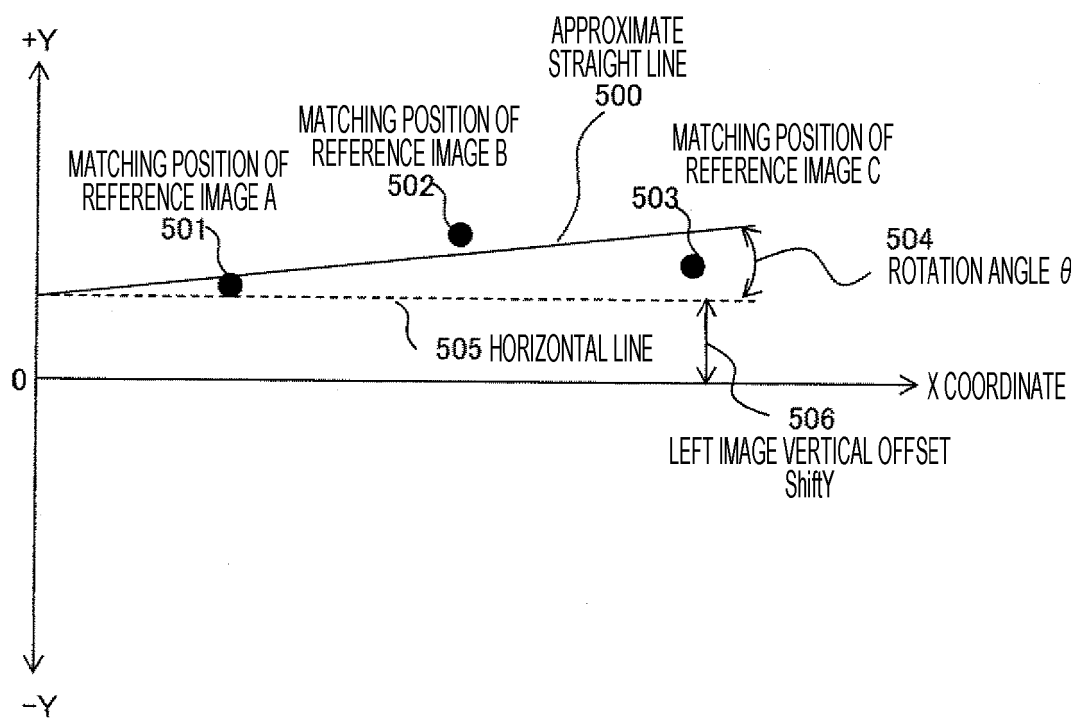 +Y
APPROXIMATE
STRAIGHT LINE
500
MATCHING POSITION OF
REFERENCE IMAGE B
502
MATCHING POSITION OF
REFERENCE IMAGE C
503
MATCHING POSITION OF
REFERENCE IMAGE A
501
504
ROTATION ANGLE θ
505 HORIZONTAL LINE
0
X COORDINATE
506
LEFT IMAGE VERTICAL OFFSET
ShiftY
−Y